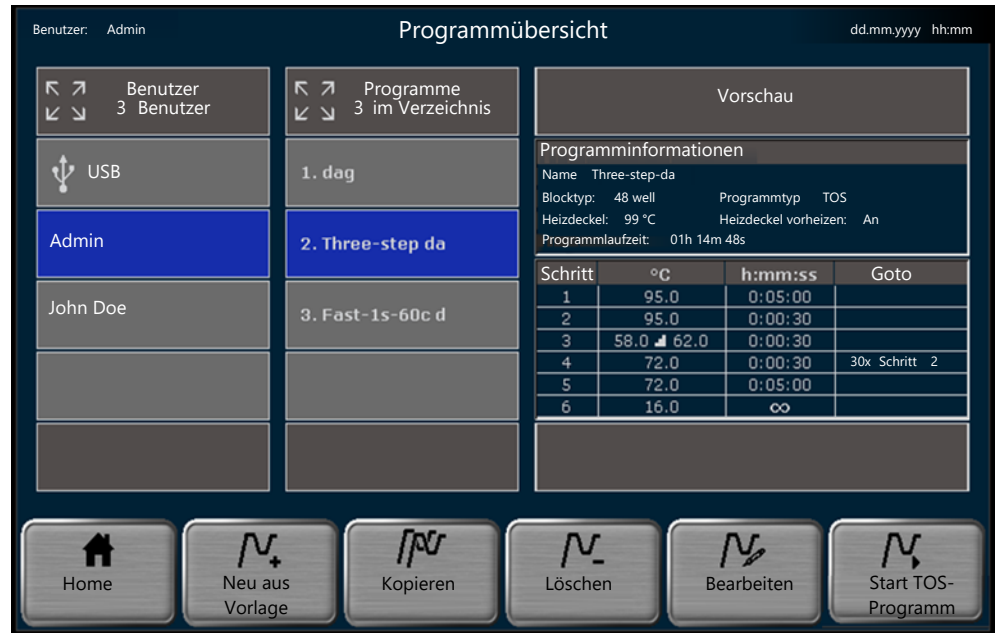 Benutzer: Admin
Programmübersicht
dd.mm.yyyy hh:mm
Benutzer
3 Benutzer
USB
Admin
John Doe
Programme
3 im Verzeichnis
1. dag
2. Three-step da
3. Fast-1s-60c d
Vorschau
Programminformationen
Name Three-step-da
Blocktyp: 48 well Programmtyp TOS
Heizdeckel: 99 °C Heizdeckel vorheizen: An
Programmlaufzeit: 01h 14m 48s
Schritt °C h:mm:ss Goto
1 95.0 0:05:00
2 95.0 0:00:30
3 58.0 62.0 0:00:30
4 72.0 0:00:30 30x Schritt 2
5 72.0 0:05:00
6 16.0 ∞
Home
Neu aus
Vorlage
Kopieren
Löschen
Bearbeiten
Start TOS-
Programm